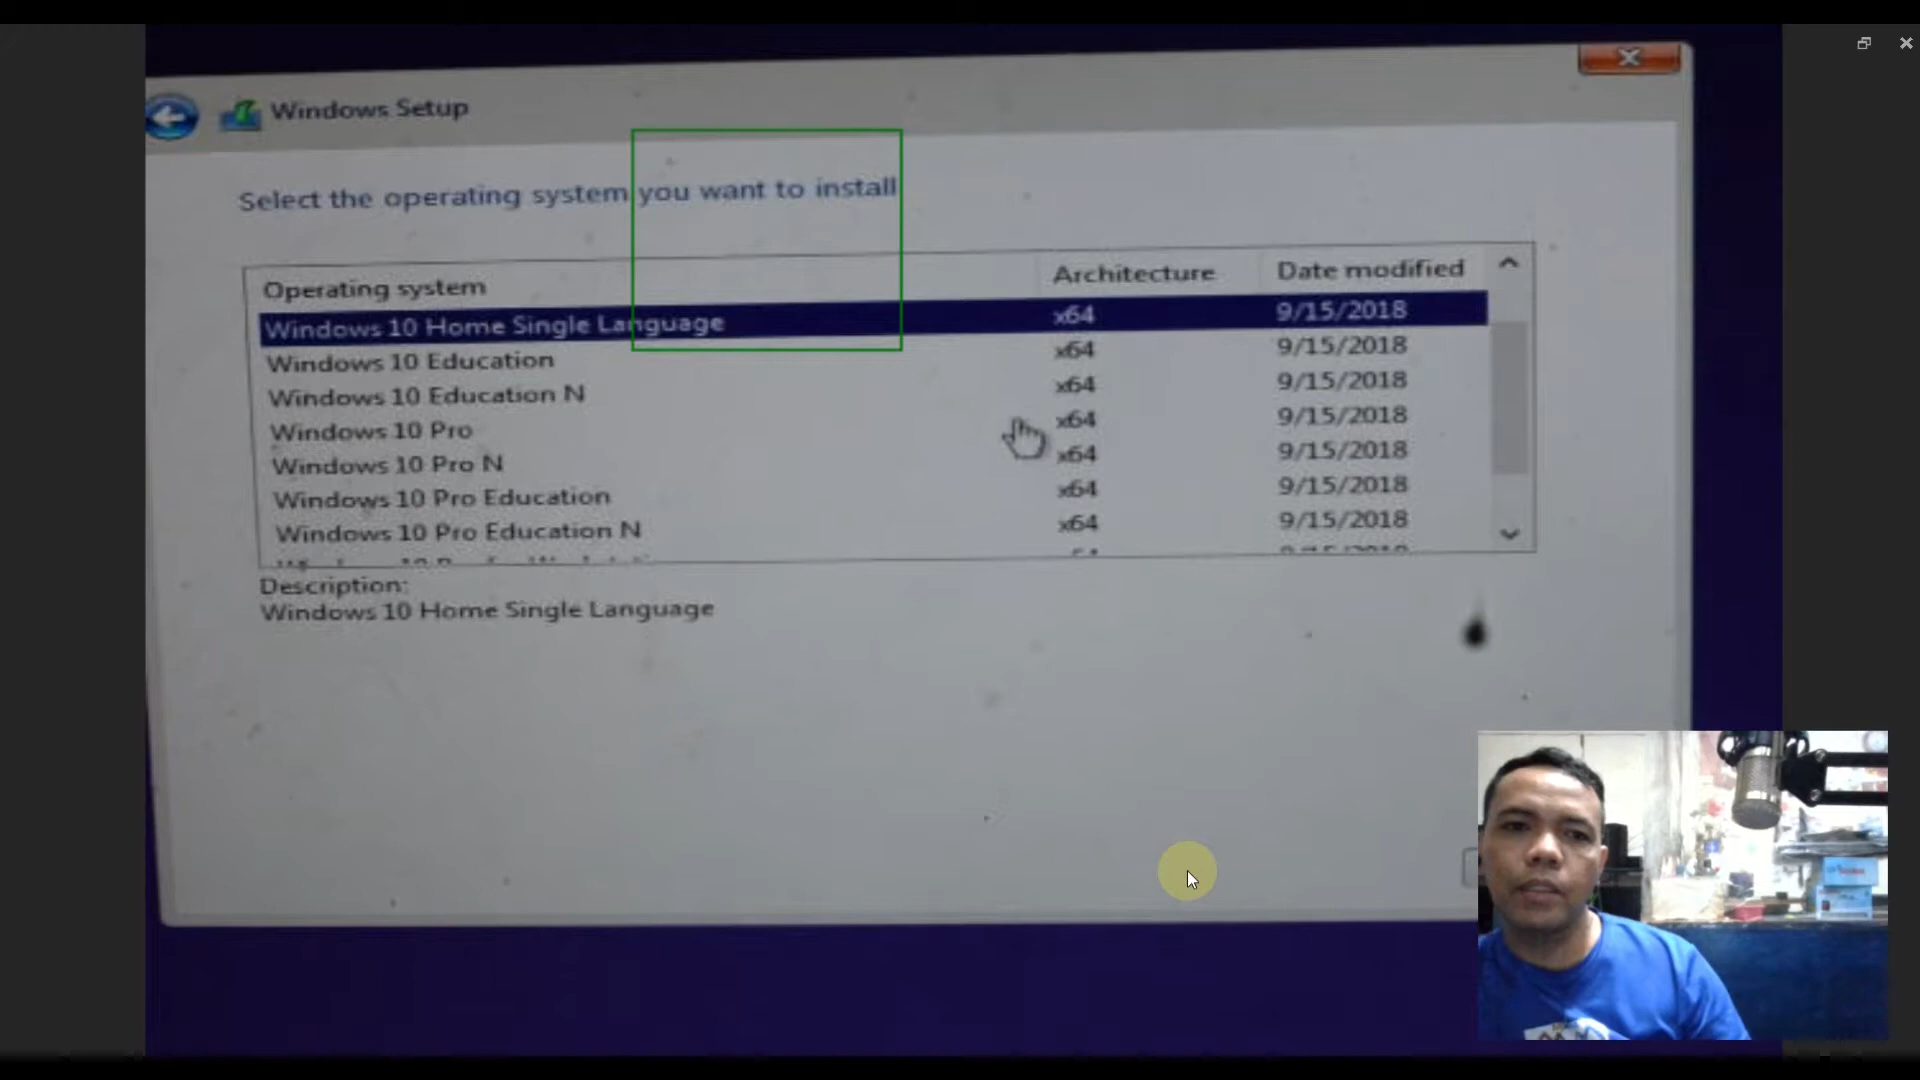 Windows Setup
Select the operating system you want to install
Operating system Architecture Date modified
Windows 10 Home Single Language x64 9/15/2018
Windows 10 Education x64 9/15/2018
Windows 10 Education N x64 9/15/2018
Windows 10 Pro x64 9/15/2018
Windows 10 Pro N x64 9/15/2018
Windows 10 Pro Education x64 9/15/2018
Windows 10 Pro Education N x64 9/15/2018
Description:
Windows 10 Home Single Language